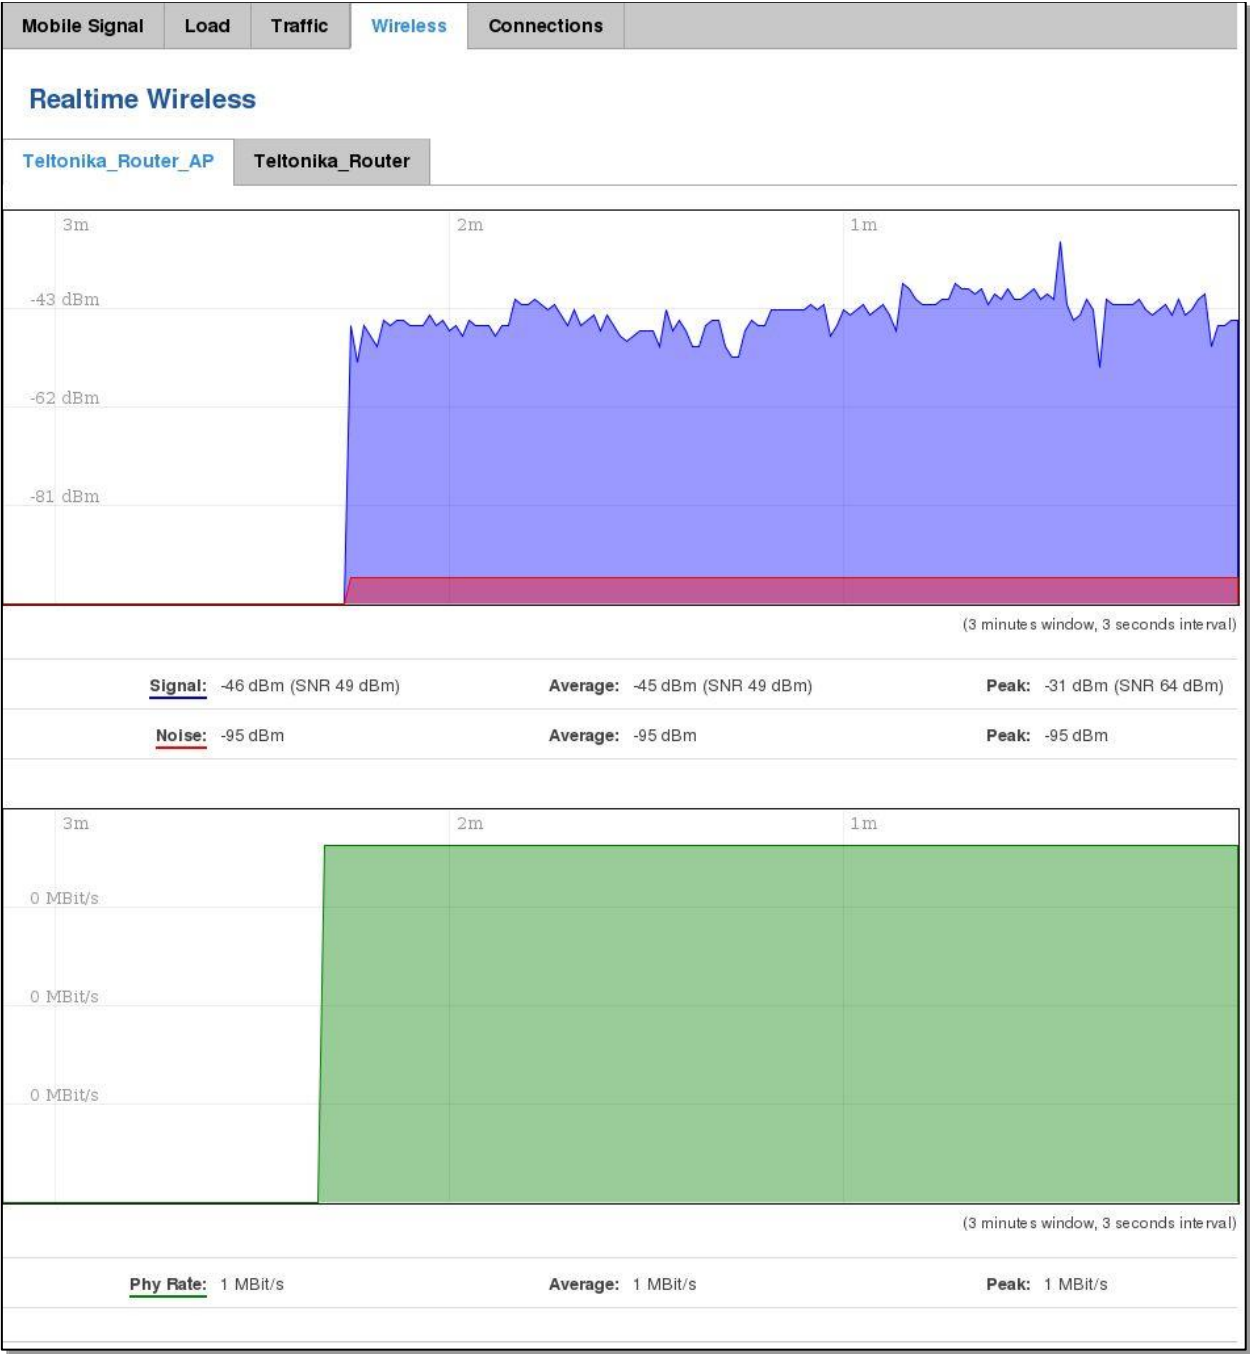 Mobile Signal Load Traffic Wireless Connections
Realtime Wireless
Teltonika_Router_AP Teltonika_Router
3m 2m 1m
-43 dBm
-62 dBm
-81 dBm
(3 minutes window, 3 seconds interval)
Signal: -46 dBm (SNR 49 dBm) Average: -45 dBm (SNR 49 dBm) Peak: -31 dBm (SNR 64 dBm)
Noise: -95 dBm Average: -95 dBm Peak: -95 dBm
3m 2m 1m
0 MBit/s
0 MBit/s
0 MBit/s
(3 minutes window, 3 seconds interval)
Phy Rate: 1 MBit/s Average: 1 MBit/s Peak: 1 MBit/s